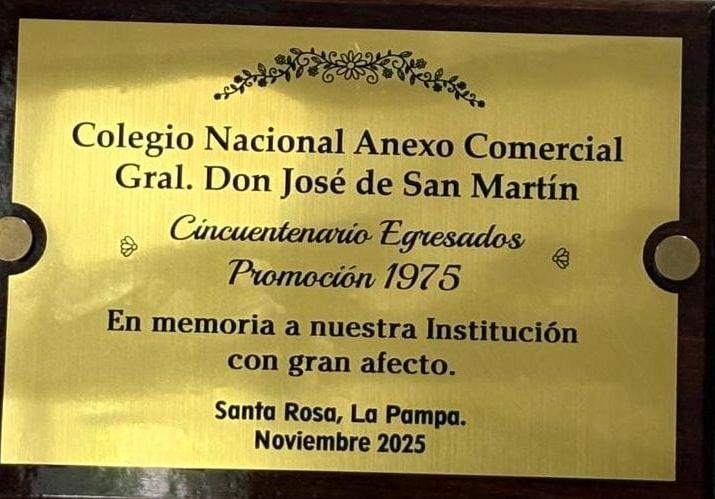 Colegio Nacional Anexo Comercial
Gral. Don José de San Martín
Cincuentenario Egresados
Promoción 1975
En memoria a nuestra Institución
con gran afecto.
Santa Rosa, La Pampa.
Noviembre 2025